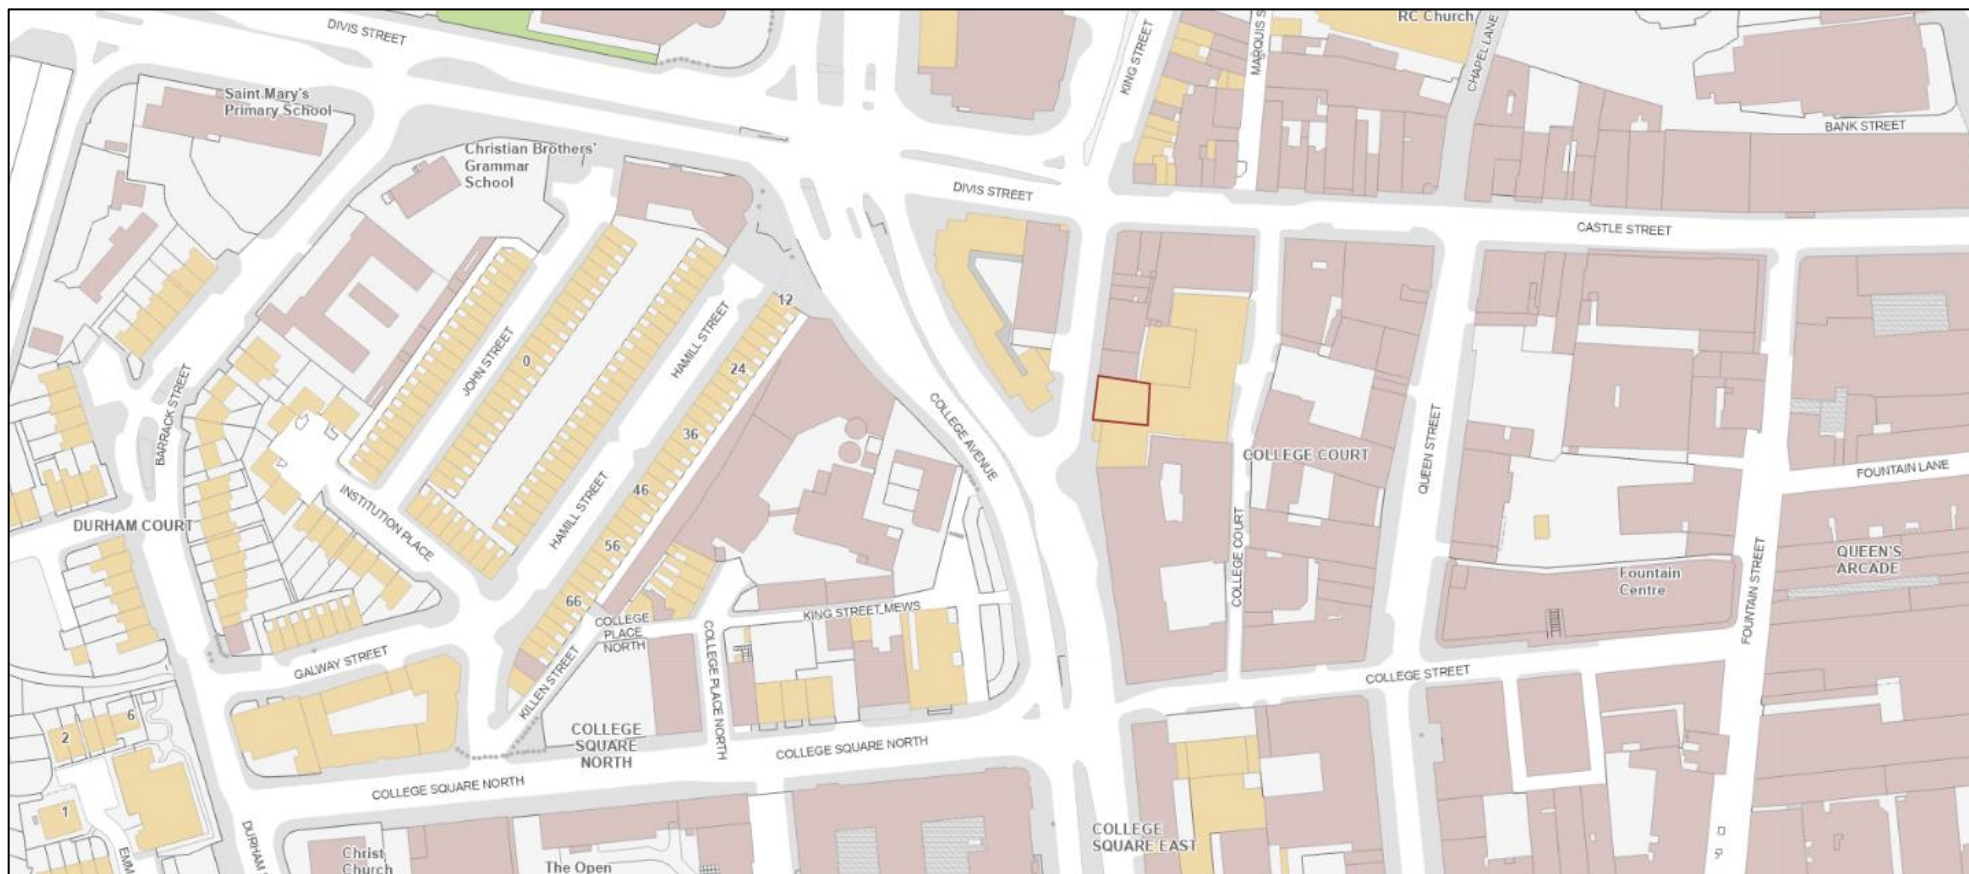 DIVIS STREET
KING STREET
MARQUIS S
RC Church
CHAPEL LANE
Saint Mary's
Primary School
Christian Brothers'
Grammar
School
BANK STREET
DIVIS STREET
CASTLE STREET
12
HAMILL STREET
JOHN STREET
0
24
BARRACK STREET
COLLEGE AVENUE
36
QUEEN STREET
COLLEGE COURT
FOUNTAIN LANE
46
INSTITUTION PLACE
HAMILL STREET
DURHAM COURT
56
COLLEGE COURT
QUEEN'S
ARCADE
Fountain
Centre
FOUNTAIN STREET
66
KING STREET MEWS
COLLEGE
PLACE
NORTH
COLLEGE PLACE NORTH
GALWAY STREET
KILLEN STREET
COLLEGE STREET
6
2
COLLEGE
SQUARE
NORTH
COLLEGE SQUARE NORTH
COLLEGE SQUARE NORTH
1
COLLEGE
SQUARE EAST
DURHAM
EMM
Christ
Church
The Open